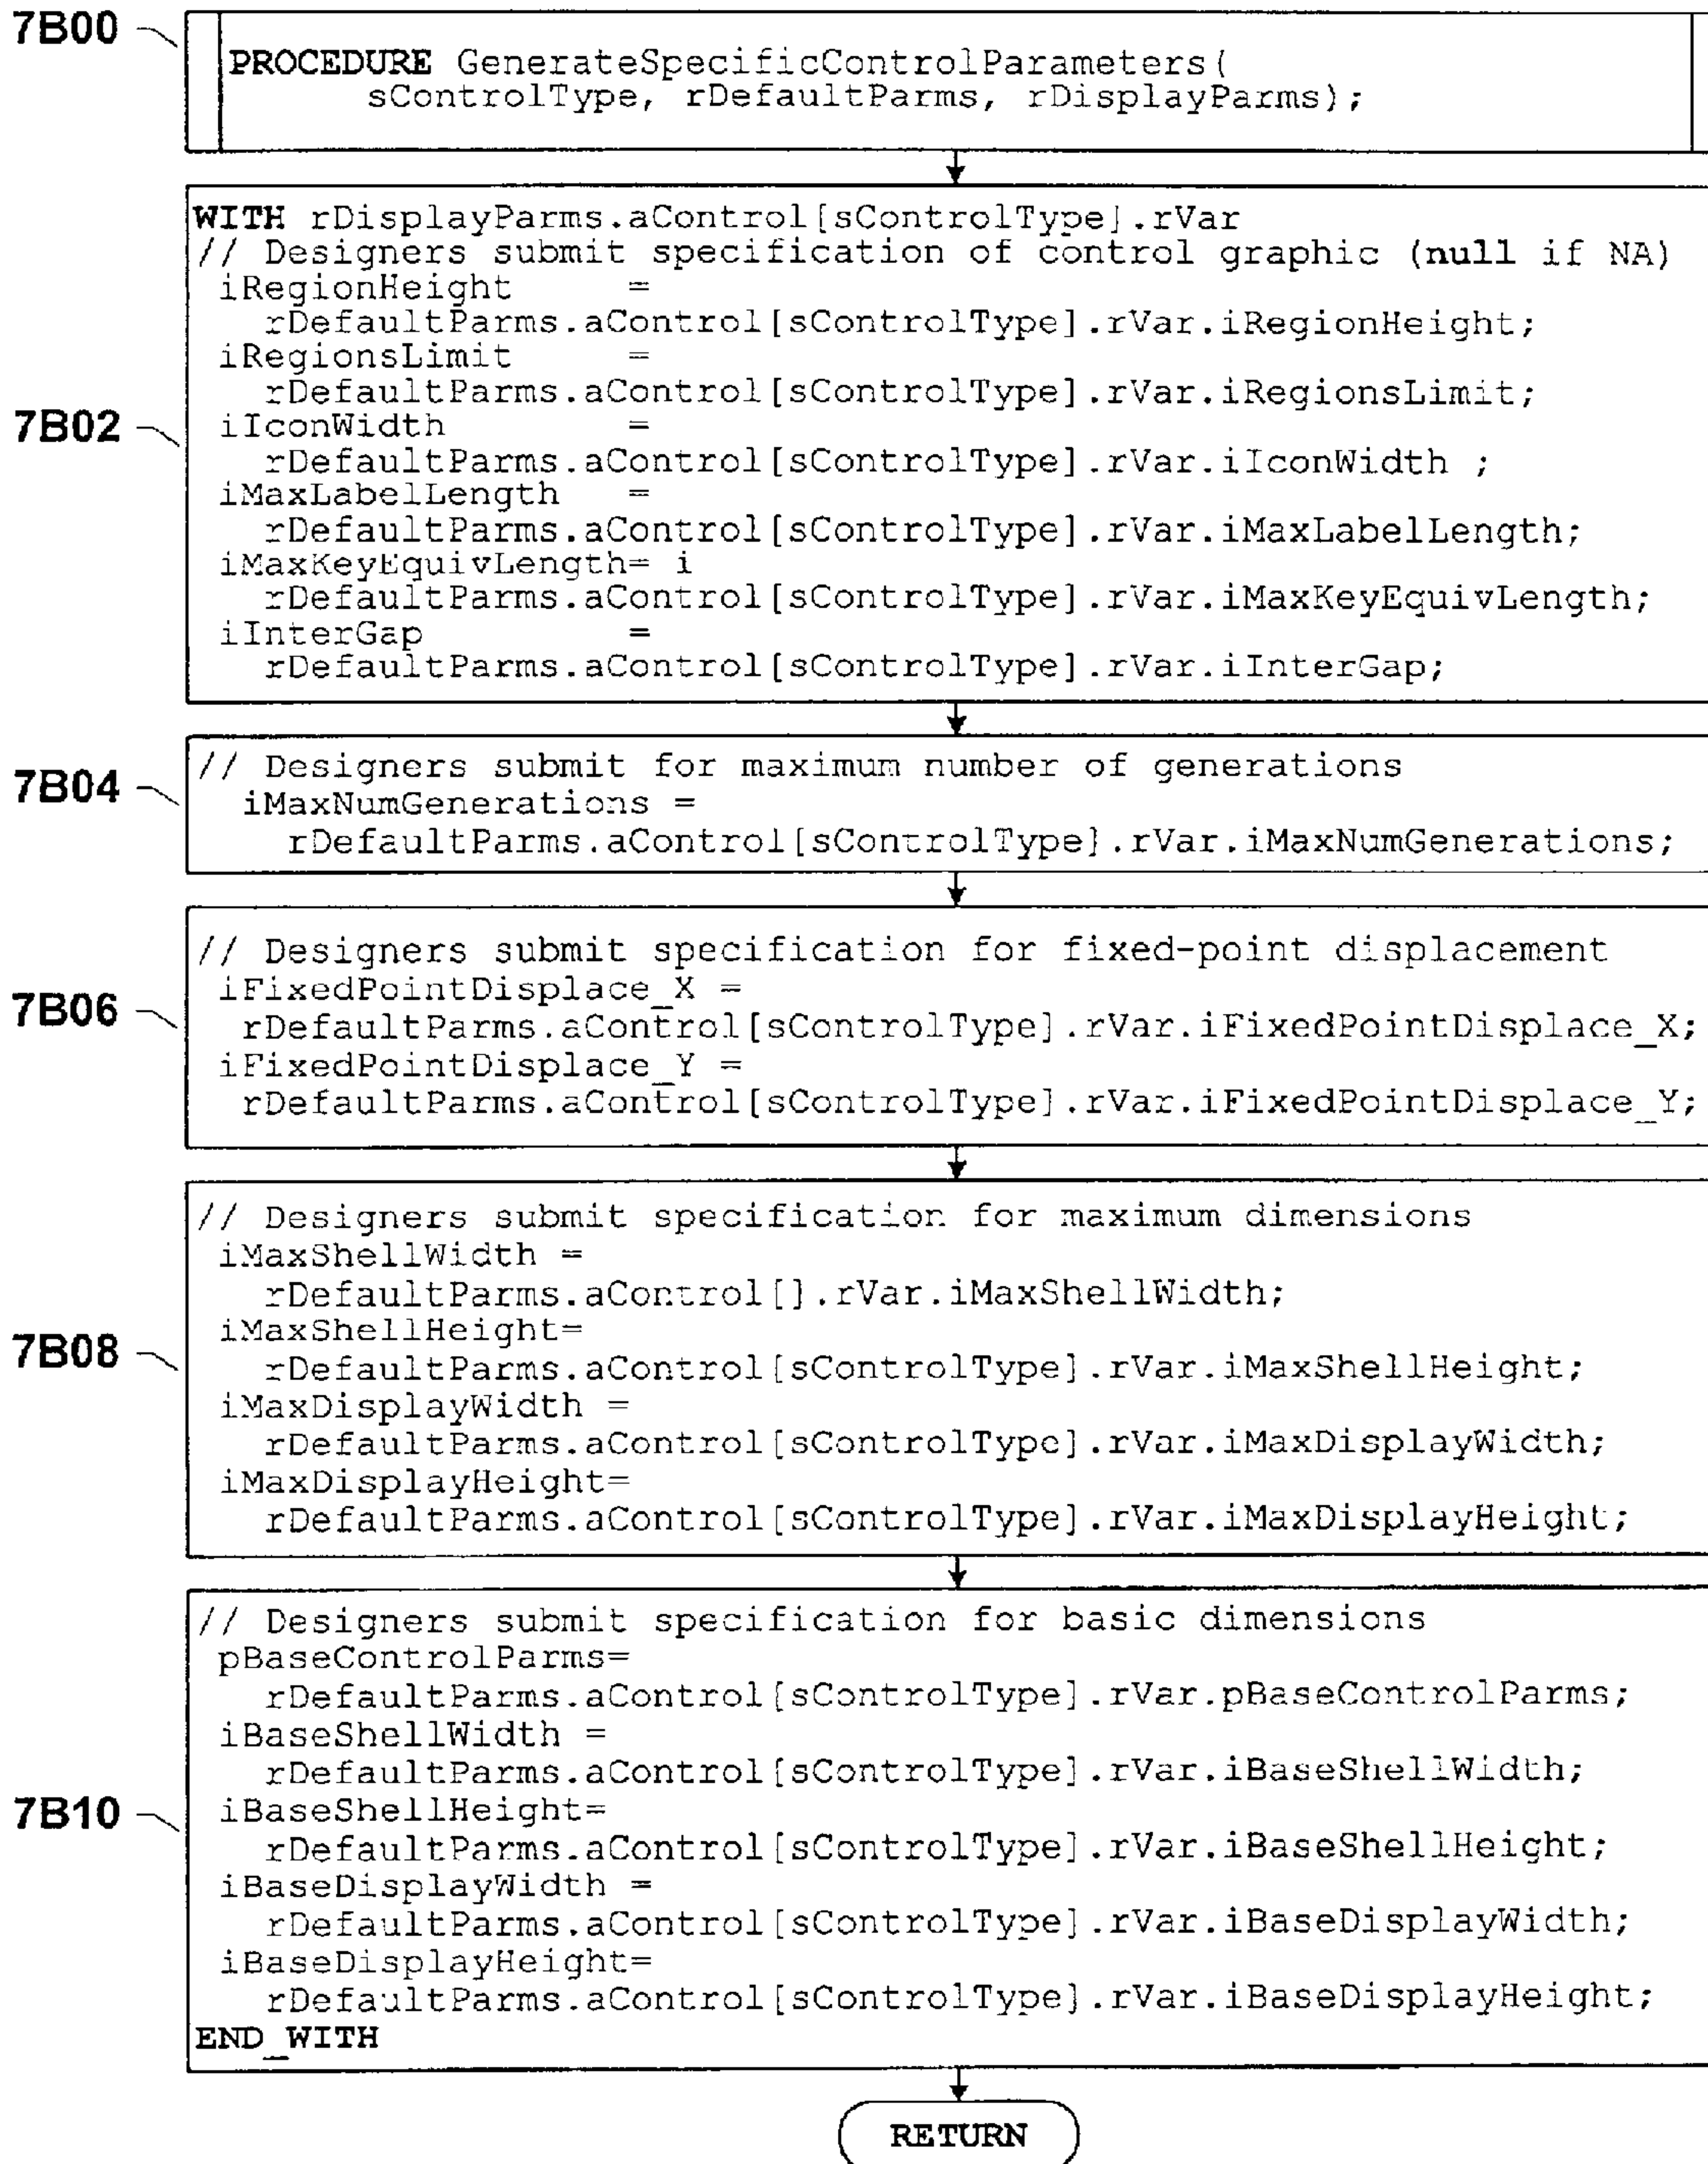 7B00
PROCEDURE GenerateSpecificControlParameters(
sControlType, rDefaultParms, rDisplayParms);
7B02
WITH rDisplayParms.aControl[sControlType].rVar
// Designers submit specification of control graphic (null if NA)
iRegionHeight =
rDefaultParms.aControl[sControlType].rVar.iRegionHeight;
iRegionsLimit =
rDefaultParms.aControl[sControlType].rVar.iRegionsLimit;
iIconWidth =
rDefaultParms.aControl[sControlType].rVar.iIconWidth ;
iMaxLabelLength =
rDefaultParms.aControl[sControlType].rVar.iMaxLabelLength;
iMaxKeyEquivLength= i
rDefaultParms.aControl[sControlType].rVar.iMaxKeyEquivLength;
iInterGap =
rDefaultParms.aControl[sControlType].rVar.iInterGap;
7B04
// Designers submit for maximum number of generations
iMaxNumGenerations =
rDefaultParms.aControl[sControlType].rVar.iMaxNumGenerations;
7B06
// Designers submit specification for fixed-point displacement
iFixedPointDisplace_X =
rDefaultParms.aControl[sControlType].rVar.iFixedPointDisplace_X;
iFixedPointDisplace_Y =
rDefaultParms.aControl[sControlType].rVar.iFixedPointDisplace_Y;
7B08
// Designers submit specification for maximum dimensions
iMaxShellWidth =
rDefaultParms.aControl[].rVar.iMaxShellWidth;
iMaxShellHeight=
rDefaultParms.aControl[sControlType].rVar.iMaxShellHeight;
iMaxDisplayWidth =
rDefaultParms.aControl[sControlType].rVar.iMaxDisplayWidth;
iMaxDisplayHeight=
rDefaultParms.aControl[sControlType].rVar.iMaxDisplayHeight;
7B10
// Designers submit specification for basic dimensions
pBaseControlParms=
rDefaultParms.aControl[sControlType].rVar.pBaseControlParms;
iBaseShellWidth =
rDefaultParms.aControl[sControlType].rVar.iBaseShellWidth;
iBaseShellHeight=
rDefaultParms.aControl[sControlType].rVar.iBaseShellHeight;
iBaseDisplayWidth =
rDefaultParms.aControl[sControlType].rVar.iBaseDisplayWidth;
iBaseDisplayHeight=
rDefaultParms.aControl[sControlType].rVar.iBaseDisplayHeight;
END_WITH
RETURN